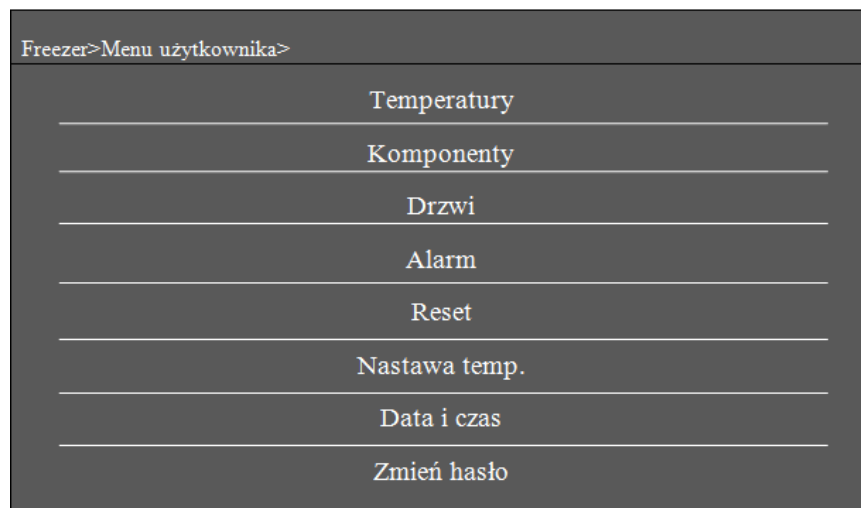 Freezer>Menu użytkownika>
Temperatury
Komponenty
Drzwi
Alarm
Reset
Nastawa temp.
Data i czas
Zmień hasło